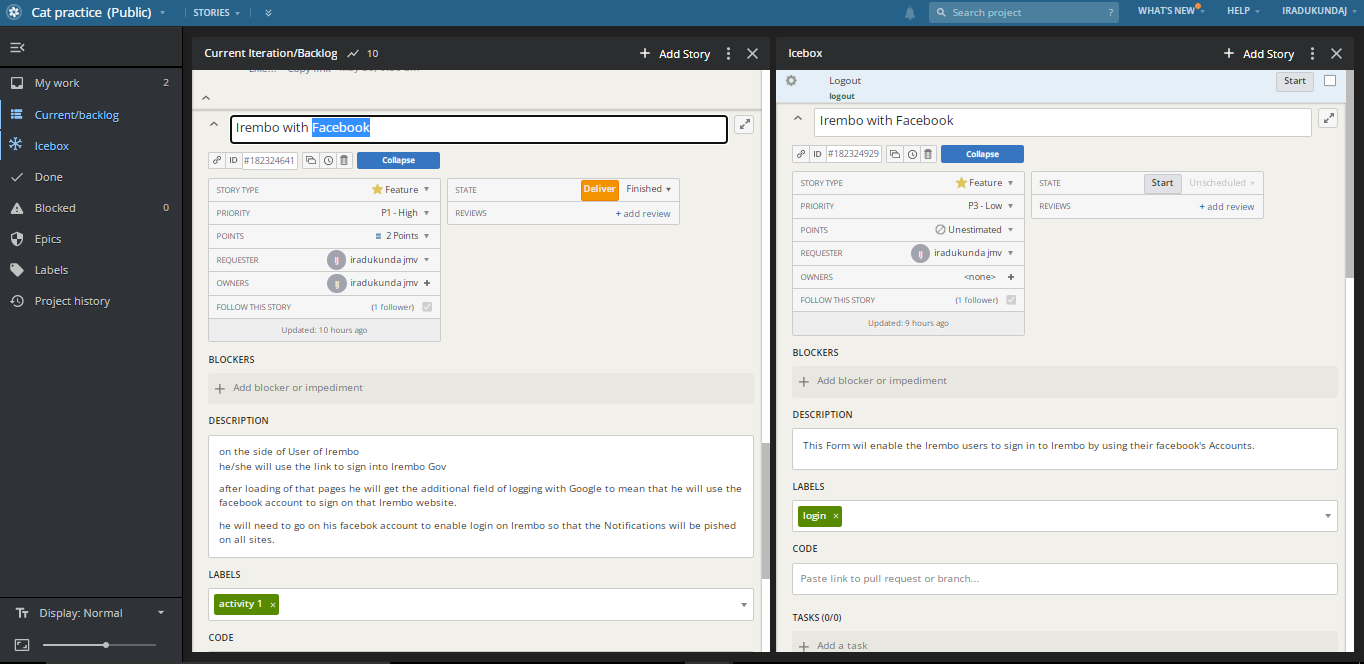 Cat practice (Public)
STORIES
Search project
?
WHAT'S NEW
HELP
IRADUKUNDAJ
My work 2
Current/backlog
Icebox
Done
Blocked 0
Epics
Labels
Project history
Display: Normal
Current Iteration/Backlog 10
+ Add Story
Irembo with Facebook
ID #182324641
Collapse
STORY TYPE Feature
PRIORITY P1 - High
POINTS 2 Points
REQUESTER IJ iradukunda jmv
OWNERS IJ iradukunda jmv +
FOLLOW THIS STORY (1 follower)
Updated: 10 hours ago
STATE Deliver Finished
REVIEWS + add review
BLOCKERS
+ Add blocker or impediment
DESCRIPTION
on the side of User of Irembo
he/she will use the link to sign into Irembo Gov
after loading of that pages he will get the additional field of logging with Google to mean that he will use the
facebook account to sign on that Irembo website.
he will need to go on his facebok account to enable login on Irembo so that the Notifications will be pished
on all sites.
LABELS
activity 1 ×
CODE
Icebox
+ Add Story
Logout
logout
Start
Irembo with Facebook
ID #182324929
Collapse
STORY TYPE Feature
PRIORITY P3 - Low
POINTS Unestimated
REQUESTER IJ iradukunda jmv
OWNERS <none> +
FOLLOW THIS STORY (1 follower)
Updated: 9 hours ago
STATE Start Unscheduled
REVIEWS + add review
BLOCKERS
+ Add blocker or impediment
DESCRIPTION
This Form wil enable the Irembo users to sign in to Irembo by using their facebook's Accounts.
LABELS
login ×
CODE
Paste link to pull request or branch...
TASKS (0/0)
+ Add a task